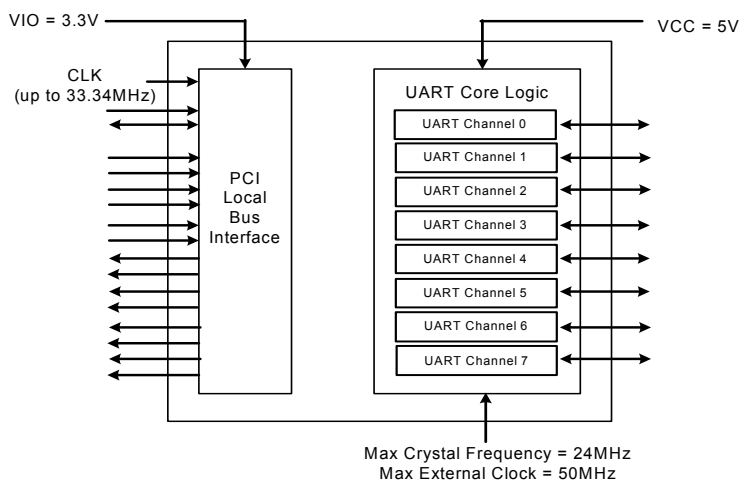 VIO = 3.3V
VCC = 5V
CLK
(up to 33.34MHz)
PCI
Local
Bus
Interface
UART Core Logic
UART Channel 0
UART Channel 1
UART Channel 2
UART Channel 3
UART Channel 4
UART Channel 5
UART Channel 6
UART Channel 7
Max Crystal Frequency = 24MHz
Max External Clock = 50MHz